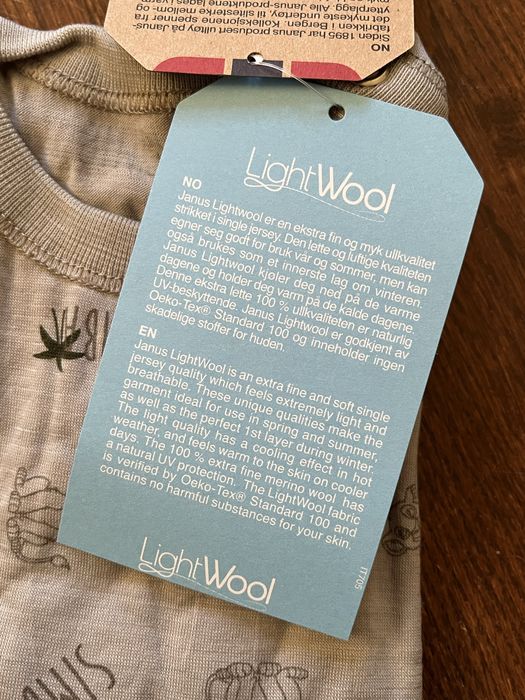 NO
Siden 1895 har Janus produsert ulltøy på Janus-
fabrikken i Bergen. Kolleksjonene spenner fra
det mykeste undertøy, til slitesterke mellom- og
ytterplagg. Alle Janus-produktene lages i varm
LightWool
NO
Janus Lightwool er en ekstra fin og myk ullkvalitet
strikket i single jersey. Den lette og luftige kvaliteten
egner seg godt for bruk vår og sommer, men kan
også brukes som et innerste lag om vinteren.
Janus Lightwool kjøler deg ned på de varme
dagene og holder deg varm på de kalde dagene.
Denne ekstra lette 100 % ullkvaliteten er naturlig
UV-beskyttende. Janus Lightwool er godkjent av
Oeko-Tex® Standard 100 og inneholder ingen
skadelige stoffer for huden.
EN
Janus LightWool is an extra fine and soft single
jersey quality which feels extremely light and
breathable. These unique qualities make the
garment ideal for use in spring and summer,
as well as the perfect 1st layer during winter.
The light quality has a cooling effect in hot
weather, and feels warm to the skin on cooler
days. The 100 % extra fine merino wool has
a natural UV protection. The LightWool fabric
is verified by Oeko-Tex® Standard 100 and
contains no harmful substances for your skin.
LightWool
IT705